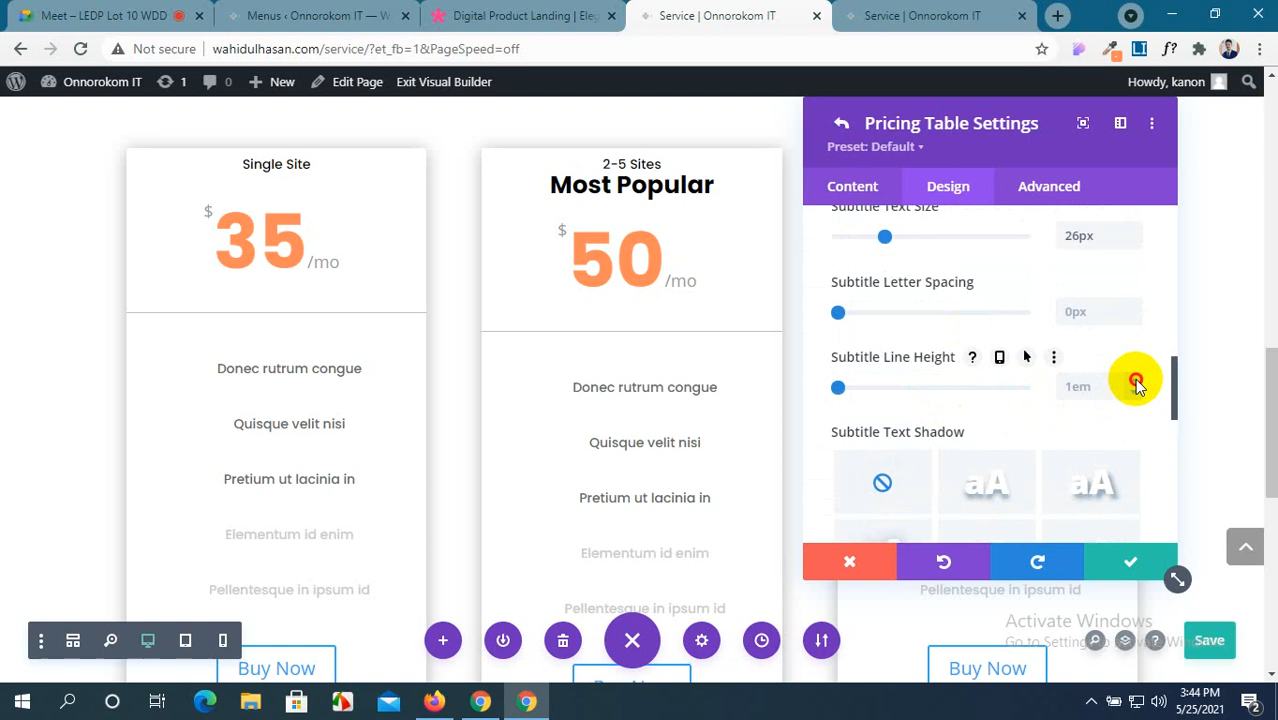 Meet – LEDP Lot 10 WDD
Menus ‹ Onnorokom IT — W
Digital Product Landing | Ele
Service | Onnorokom IT
Service | Onnorokom IT
Not secure
wahidulhasan.com/service/?et_fb=1&PageSpeed=off
Onnorokom IT
1
0
New
Edit Page
Exit Visual Builder
Howdy, kanon
Single Site
$
35
/mo
Donec rutrum congue
Quisque velit nisi
Pretium ut lacinia in
Elementum id enim
Pellentesque in ipsum id
Buy Now
2-5 Sites
Most Popular
$
50
/mo
Donec rutrum congue
Quisque velit nisi
Pretium ut lacinia in
Elementum id enim
Pellentesque in ipsum id
Pricing Table Settings
Preset: Default
Content
Design
Advanced
Subtitle Text Size
26px
Subtitle Letter Spacing
0px
Subtitle Line Height
1em
Subtitle Text Shadow
aA
aA
Pellentesque in ipsum id
Buy Now
Activate Windows
Save
3:44 PM
5/25/2021
2